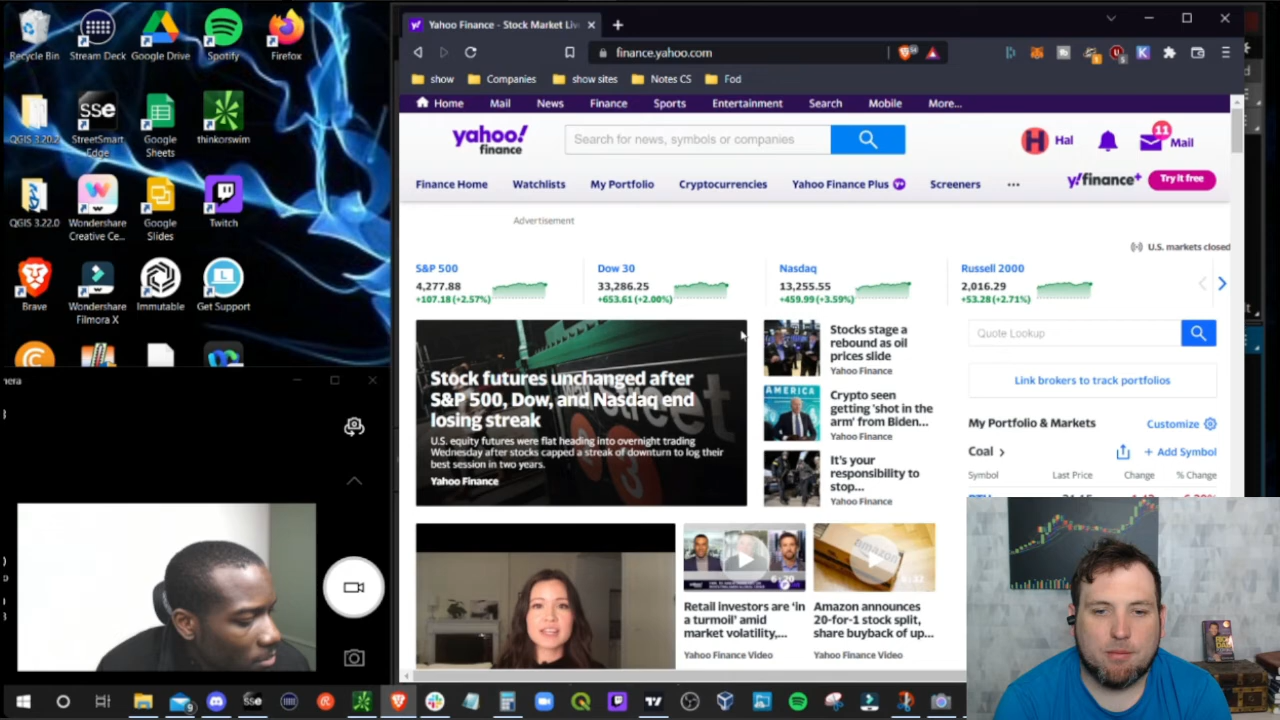 Recycle Bin
Stream Deck
Google Drive
Spotify
Firefox
QGIS 3.20.2
StreetSmart Edge
Google Sheets
thinkorswim
QGIS 3.22.0
Wondershare Creative Ce...
Google Slides
Twitch
Brave
Wondershare Filmora X
Immutable
Get Support
Yahoo Finance - Stock Market Liv
finance.yahoo.com
show
Companies
show sites
Notes CS
Fod
Home
Mail
News
Finance
Sports
Entertainment
Search
Mobile
More...
yahoo!
finance
Search for news, symbols or companies
Hal
11
Mail
Finance Home
Watchlists
My Portfolio
Cryptocurrencies
Yahoo Finance Plus
Screeners
...
y!finance+
Try it free
Advertisement
U.S. markets closed
S&P 500
4,277.88
+107.18 (+2.57%)
Dow 30
33,286.25
+653.61 (+2.00%)
Nasdaq
13,255.55
+459.99 (+3.59%)
Russell 2000
2,016.29
+53.28 (+2.71%)
Stock futures unchanged after
S&P 500, Dow, and Nasdaq end
losing streak
U.S. equity futures were flat heading into overnight trading
Wednesday after stocks capped a streak of downturn to log their
best session in two years.
Yahoo Finance
Stocks stage a
rebound as oil
prices slide
Yahoo Finance
AMERICA
Crypto seen
getting 'shot in the
arm' from Biden...
Yahoo Finance
It's your
responsibility to
stop...
Yahoo Finance
Quote Lookup
Link brokers to track portfolios
My Portfolio & Markets
Customize
Coal
+ Add Symbol
Symbol
Last Price
Change
% Change
6:20
Retail investors are 'in
a turmoil' amid
market volatility,...
Yahoo Finance Video
amazon
Amazon announces
20-for-1 stock split,
share buyback of up...
Yahoo Finance Video